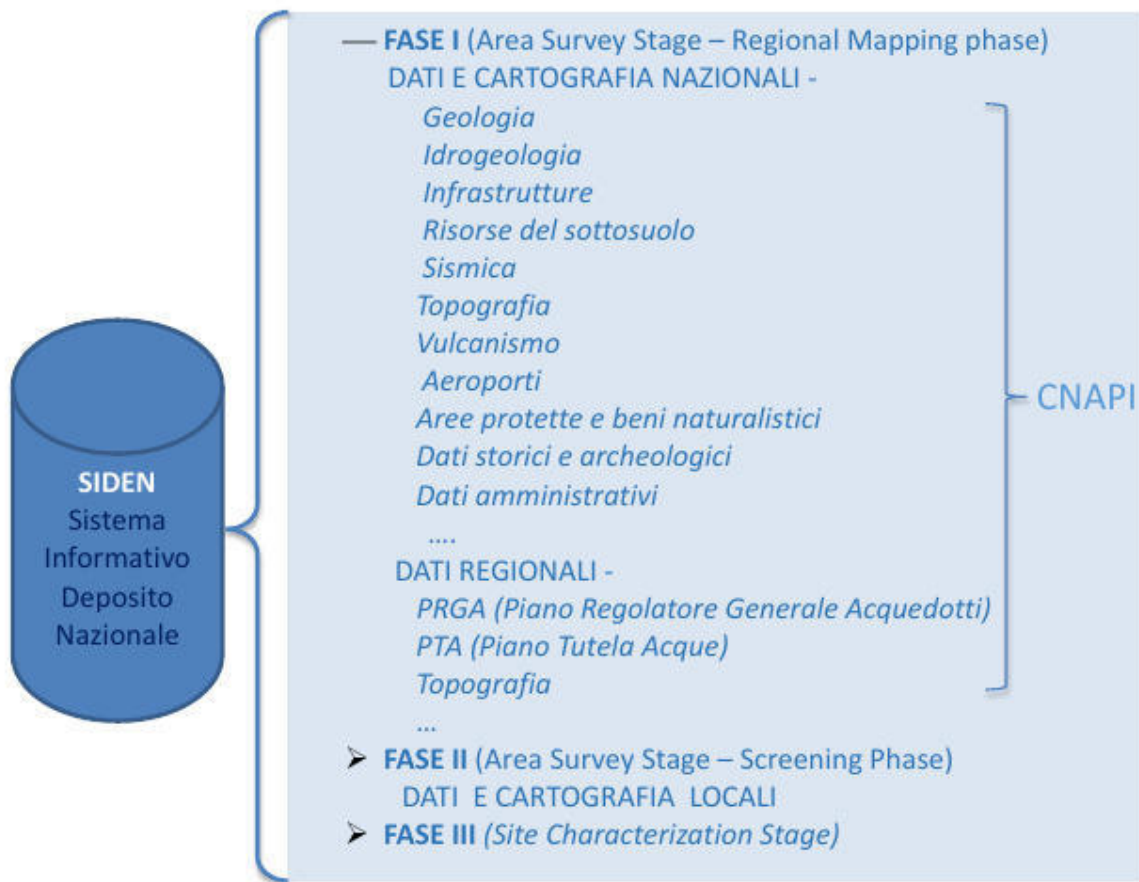 SIDEN
Sistema
Informativo
Deposito
Nazionale
— FASE I (Area Survey Stage – Regional Mapping phase)
DATI E CARTOGRAFIA NAZIONALI -
Geologia
Idrogeologia
Infrastrutture
Risorse del sottosuolo
Sismica
Topografia
Vulcanismo
Aeroporti
Aree protette e beni naturalistici
Dati storici e archeologici
Dati amministrativi
....
DATI REGIONALI -
PRGA (Piano Regolatore Generale Acquedotti)
PTA (Piano Tutela Acque)
Topografia
...
CNAPI
➢ FASE II (Area Survey Stage – Screening Phase)
DATI E CARTOGRAFIA LOCALI
➢ FASE III (Site Characterization Stage)